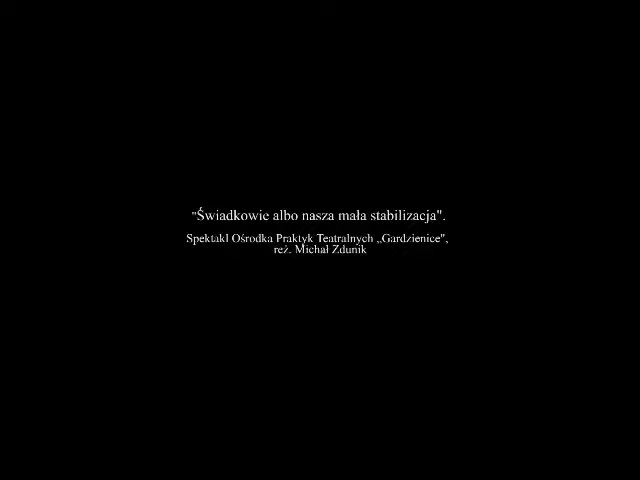 "Świadkowie albo nasza mała stabilizacja".
Spektakl Ośrodka Praktyk Teatralnych „Gardzienice",
reż. Michał Zdunik